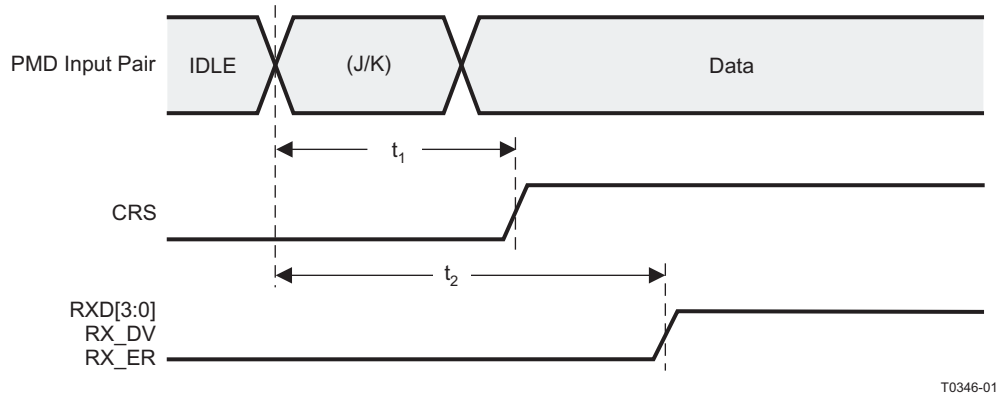 PMD Input Pair
IDLE
(J/K)
Data
t1
CRS
t2
RXD[3:0]
RX_DV
RX_ER
T0346-01